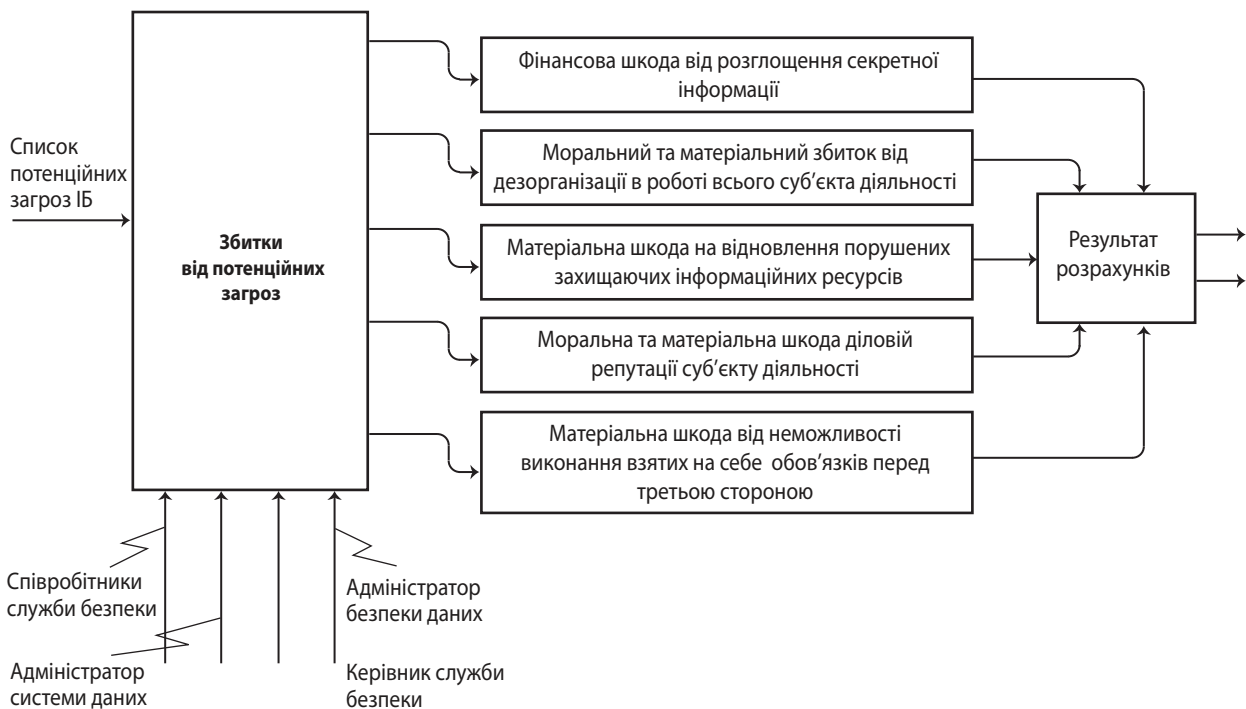 Список
потенційних
загроз ІБ
Збитки
від потенційних
загроз
Фінансова шкода від розголощення секретної
інформації
Моральний та матеріальний збиток від
дезорганізації в роботі всього суб’єкта діяльності
Матеріальна шкода на відновлення порушених
захищаючих інформаційних ресурсів
Моральна та матеріальна шкода діловій
репутації суб’єкту діяльності
Матеріальна шкода від неможливості
виконання взятих на себе обов’язків перед
третьою стороною
Результат
розрахунків
Співробітники
служби безпеки
Адміністратор
системи даних
Адміністратор
безпеки даних
Керівник служби
безпеки